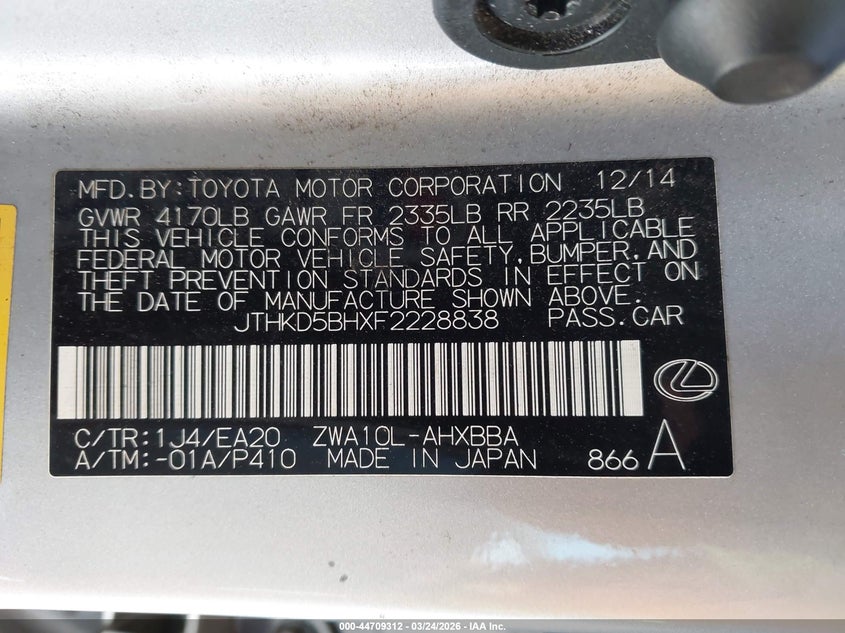 MFD.BY:TOYOTA MOTOR CORPORATION 12/14
GVWR 4170LB GAWR FR 2335LB RR 2235LB
THIS VEHICLE CONFORMS TO ALL APPLICABLE
FEDERAL MOTOR VEHICLE SAFETY,BUMPER,AND
THEFT PREVENTION STANDARDS IN EFFECT ON
THE DATE OF MANUFACTURE SHOWN ABOVE.
JTHKD5BHXF2228838 PASS.CAR
C/TR:1J4/EA20 ZWA10L-AHXBBA
A/TM:-01A/P410 MADE IN JAPAN 866 A
000-44709312 - 03/24/2026 - IAA Inc.